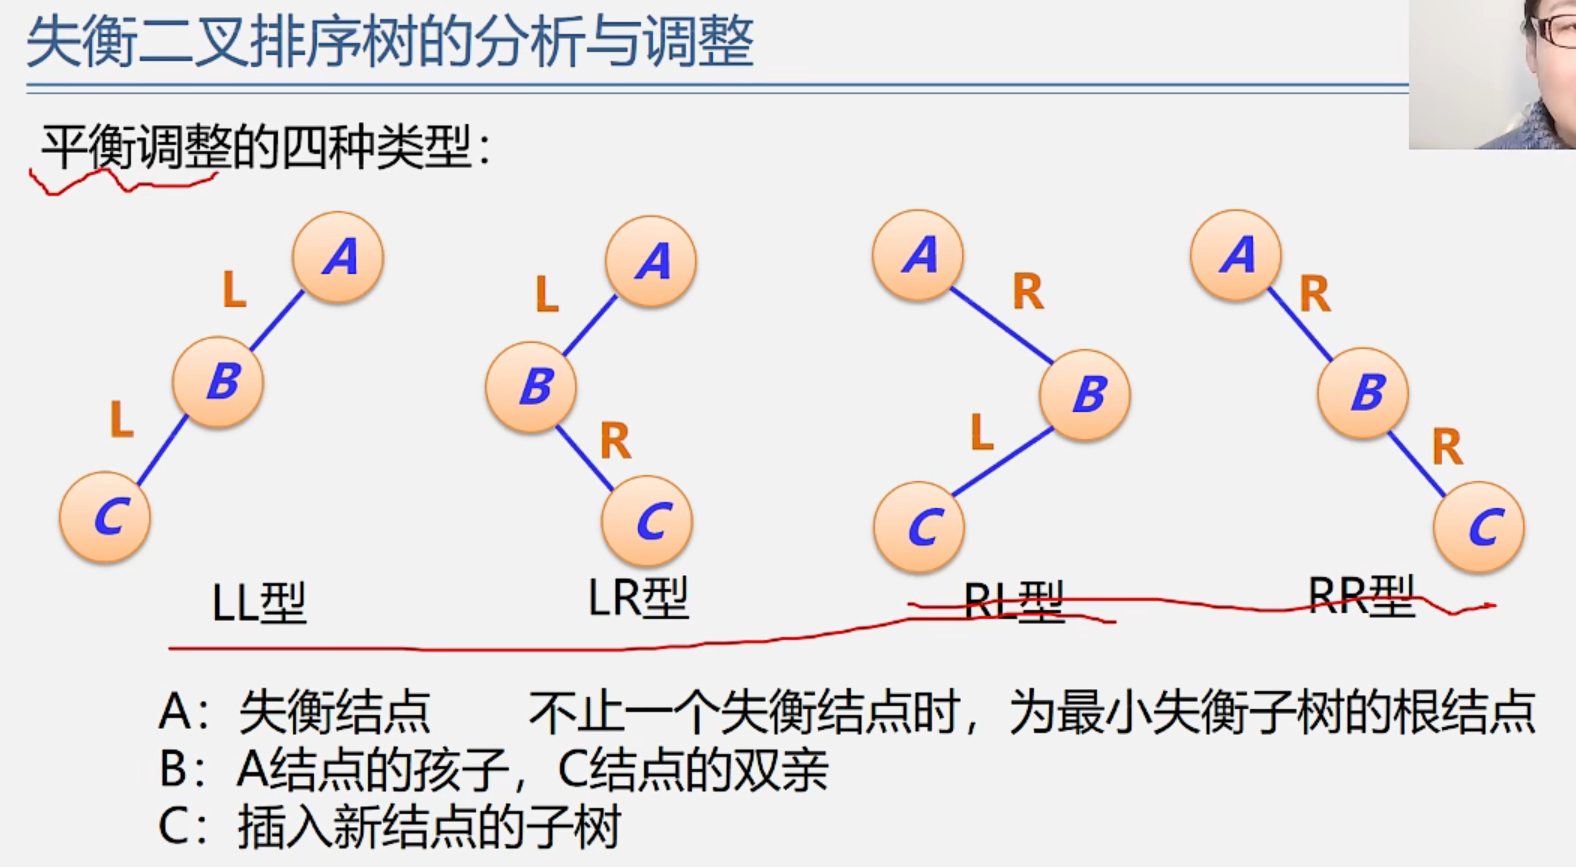 失衡二叉排序树的分析与调整
平衡调整的四种类型：
A A A A
L L R R
B B B B
L R L R
C C C C
LL型 LR型 RL型 RR型
A：失衡结点 不止一个失衡结点时，为最小失衡子树的根结点
B：A结点的孩子，C结点的双亲
C：插入新结点的子树